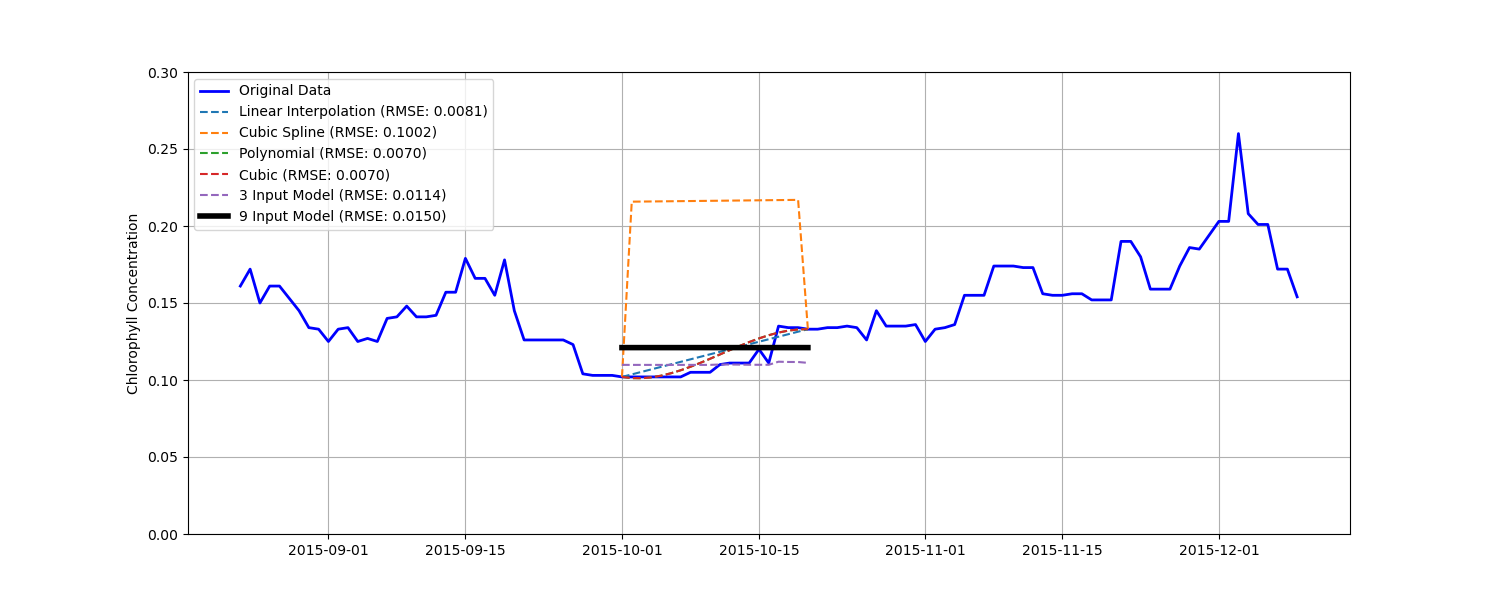 0.30
0.25
0.20
0.15
0.10
0.05
0.00
Chlorophyll Concentration
Original Data
Linear Interpolation (RMSE: 0.0081)
Cubic Spline (RMSE: 0.1002)
Polynomial (RMSE: 0.0070)
Cubic (RMSE: 0.0070)
3 Input Model (RMSE: 0.0114)
9 Input Model (RMSE: 0.0150)
2015-09-01 2015-09-15 2015-10-01 2015-10-15 2015-11-01 2015-11-15 2015-12-01